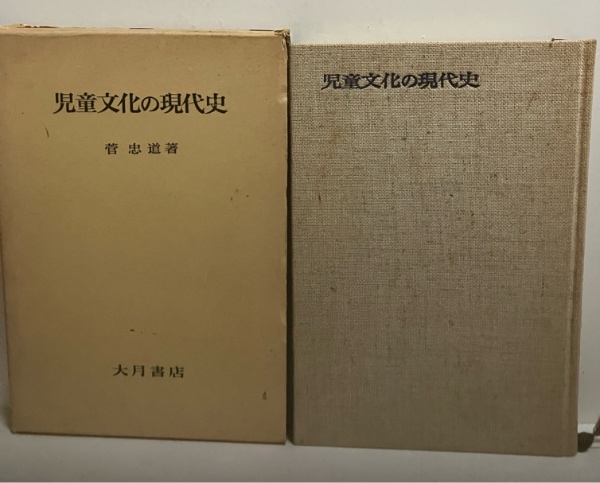 児童文化の現代史
菅 忠道著
大月書店
児童文化の現代史